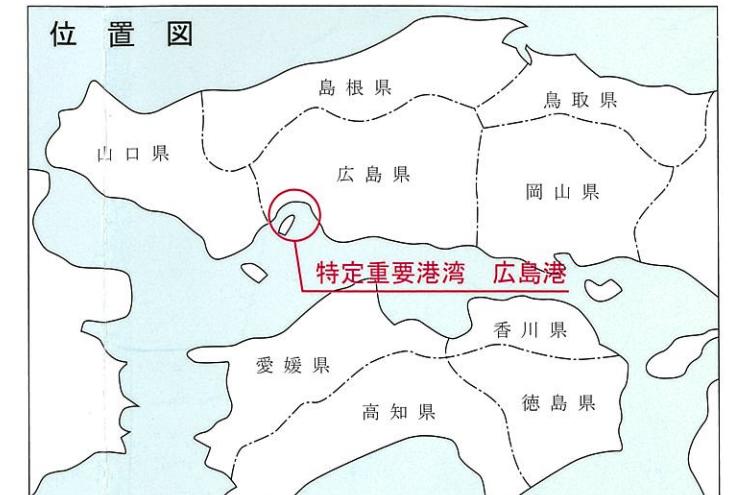 位置図
島根県
鳥取県
山口県
広島県
岡山県
特定重要港湾　広島港
香川県
愛媛県
徳島県
高知県